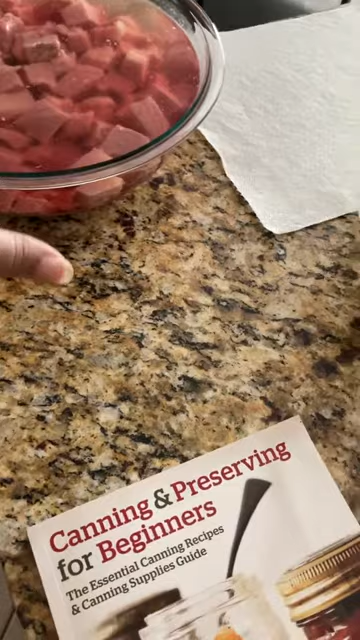 Canning & Preserving
for Beginners
The Essential Canning Recipes
& Canning Supplies Guide